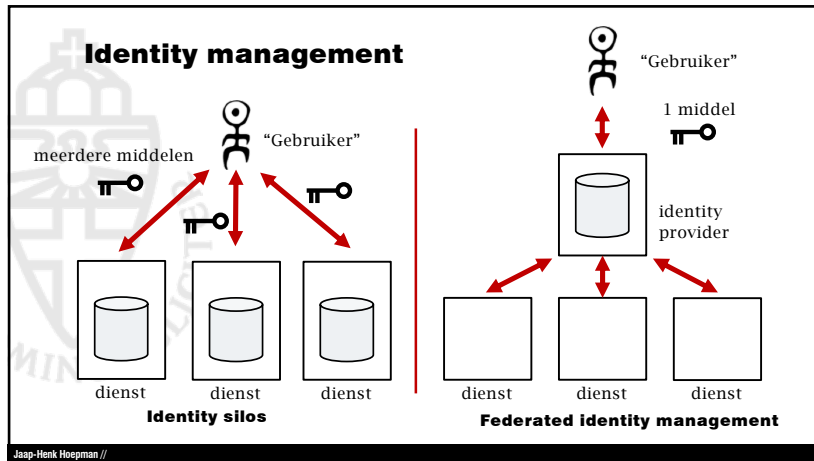 Identity management
"Gebruiker"
meerdere middelen
dienst
dienst
dienst
Identity silos
"Gebruiker"
1 middel
identity
provider
dienst
dienst
dienst
Federated identity management
Jaap-Henk Hoepman //